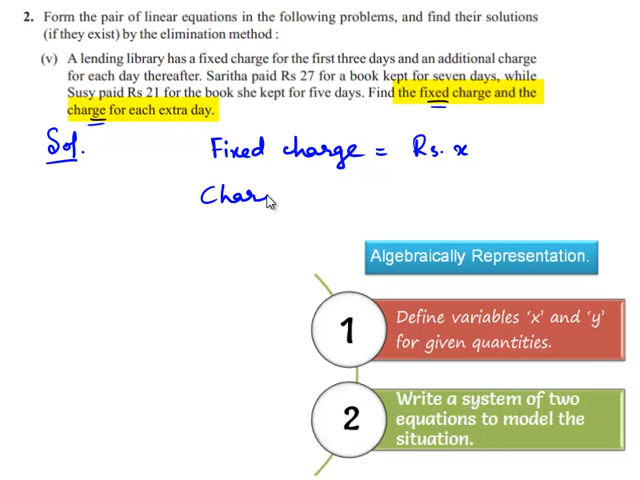 2. Form the pair of linear equations in the following problems, and find their solutions
(if they exist) by the elimination method :
(v) A lending library has a fixed charge for the first three days and an additional charge
for each day thereafter. Saritha paid Rs 27 for a book kept for seven days, while
Susy paid Rs 21 for the book she kept for five days. Find the fixed charge and the
charge for each extra day.
Sol. Fixed charge = Rs. x
Char
Algebraically Representation.
1 Define variables ‘x’ and ‘y’
for given quantities.
2 Write a system of two
equations to model the
situation.